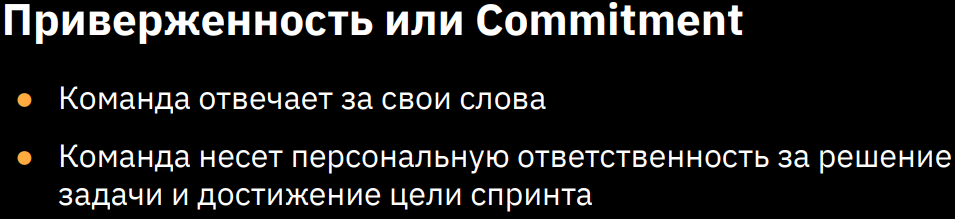 Приверженность или Commitment
● Команда отвечает за свои слова
● Команда несет персональную ответственность за решение
задачи и достижение цели спринта